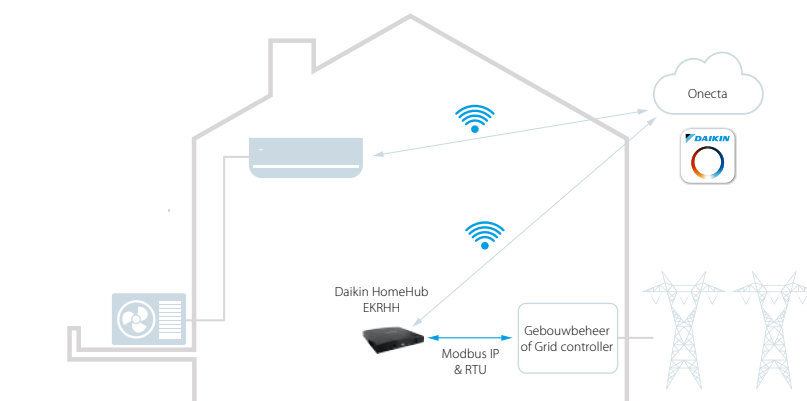 Onecta
DAIKIN
Daikin HomeHub
EKRHH
Modbus IP
& RTU
Gebouwbeheer
of Grid controller